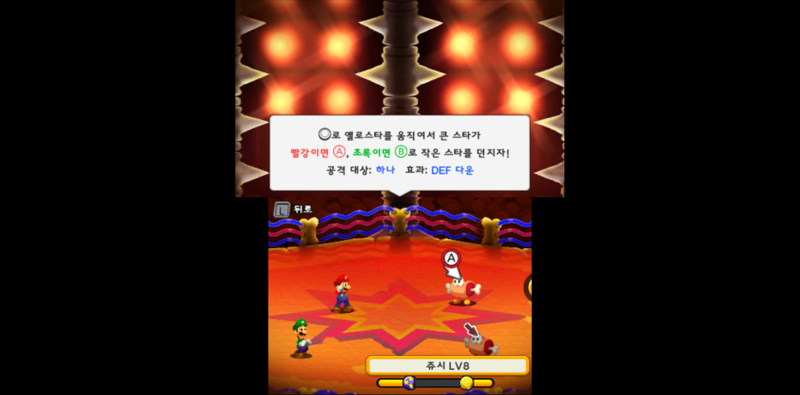 로 옐로스타를 움직여서 큰 스타가
빨강이면 Ⓐ, 초록이면 Ⓑ로 작은 스타를 던지자!
공격 대상: 하나 효과: DEF 다운
L 뒤로
A
쥬시 LV8